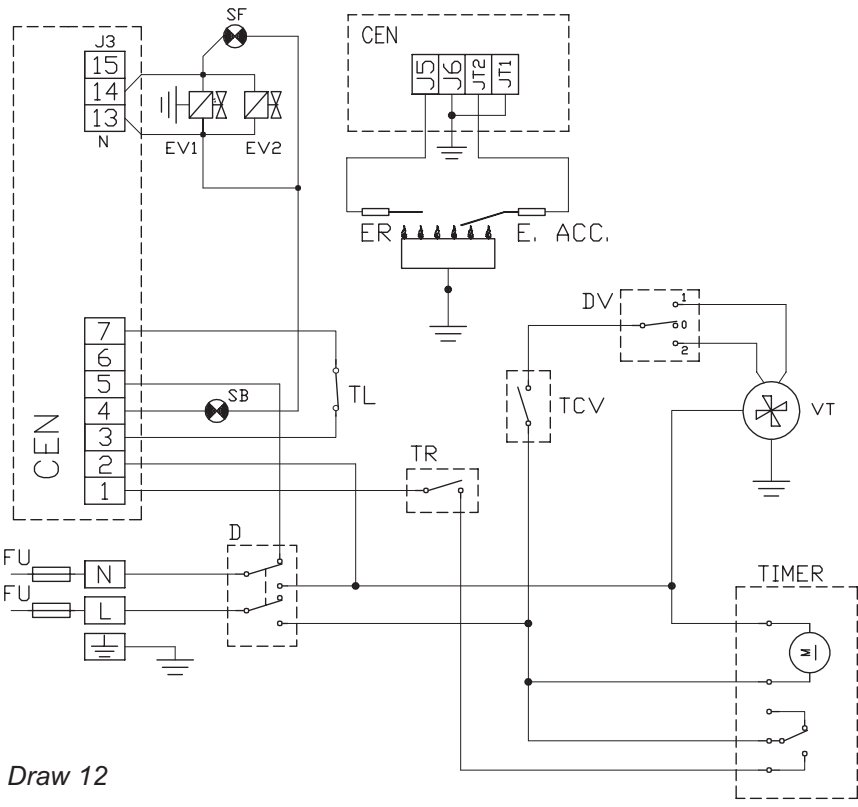 SF
J3
15
14
13
N
EV1 EV2
CEN
J5 J6 JT2 JT1
ER E. ACC.
DV
1
0
2
7
6
5
4
3
2
1
CEN
SB
TL
TCV
VT
TR
D
FU N
FU L
TIMER
M
Draw 12